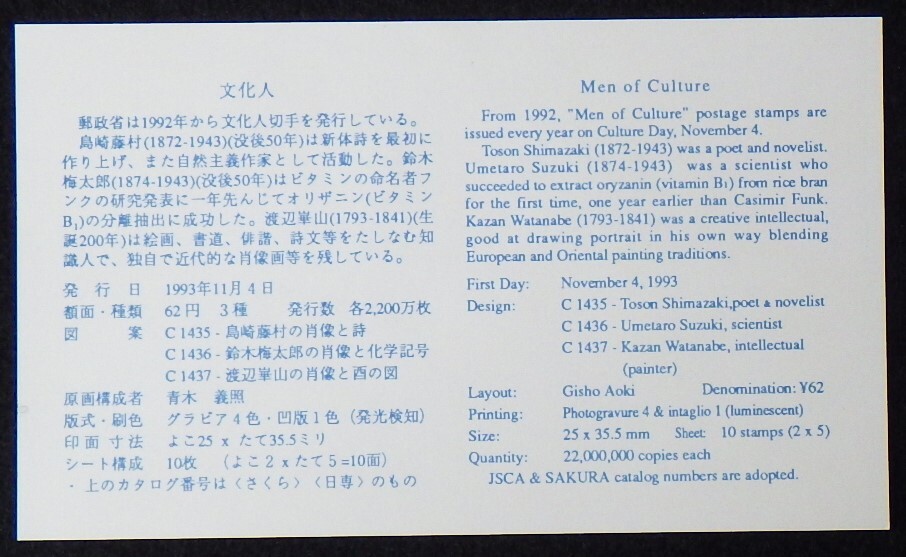 文化人
郵政省は1992年から文化人切手を発行している。
島崎藤村(1872-1943)(没後50年)は新体詩を最初に
作り上げ、また自然主義作家として活動した。鈴木
梅太郎(1874-1943)(没後50年)はビタミンの命名者フ
ンクの研究発表に一年先んじてオリザニン(ビタミン
B₁)の分離抽出に成功した。渡辺崋山(1793-1841)(生
誕200年)は絵画、書道、俳諧、詩文等をたしなむ知
識人で、独自で近代的な肖像画等を残している。
発行日 1993年11月4日
額面・種類 62円 3種 発行数 各2,200万枚
図案 C1435 - 島崎藤村の肖像と詩
C1436 - 鈴木梅太郎の肖像と化学記号
C1437 - 渡辺崋山の肖像と酉の図
原画構成者 青木 義照
版式・刷色 グラビア4色・凹版1色(発光検知)
印面寸法 よこ25 x たて35.5ミリ
シート構成 10枚 (よこ2 x たて5=10面)
・上のカタログ番号は〈さくら〉〈日専〉のもの
Men of Culture
From 1992, "Men of Culture" postage stamps are
issued every year on Culture Day, November 4.
Toson Shimazaki (1872-1943) was a poet and novelist.
Umetaro Suzuki (1874-1943) was a scientist who
succeeded to extract oryzanin (vitamin B₁) from rice bran
for the first time, one year earlier than Casimir Funk.
Kazan Watanabe (1793-1841) was a creative intellectual,
good at drawing portrait in his own way blending
European and Oriental painting traditions.
First Day: November 4, 1993
Design: C 1435 - Toson Shimazaki,poet & novelist
C 1436 - Umetaro Suzuki, scientist
C 1437 - Kazan Watanabe, intellectual
(painter)
Layout: Gisho Aoki Denomination: ¥62
Printing: Photogravure 4 & intaglio 1 (luminescent)
Size: 25 x 35.5 mm Sheet: 10 stamps (2 x 5)
Quantity: 22,000,000 copies each
JSCA & SAKURA catalog numbers are adopted.